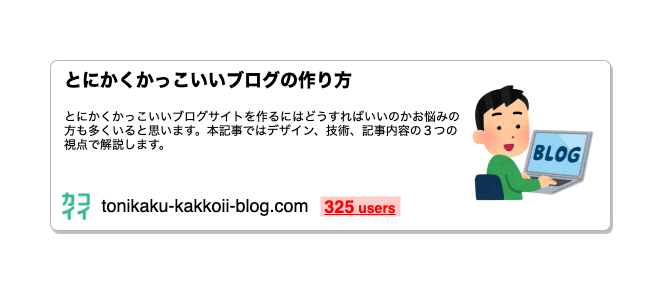 とにかくかっこいいブログの作り方
とにかくかっこいいブログサイトを作るにはどうすればいいのかお悩みの
方も多くいると思います。本記事ではデザイン、技術、記事内容の３つの
視点で解説します。
BLOG
カコ
イイ
tonikaku-kakkoii-blog.com 325 users